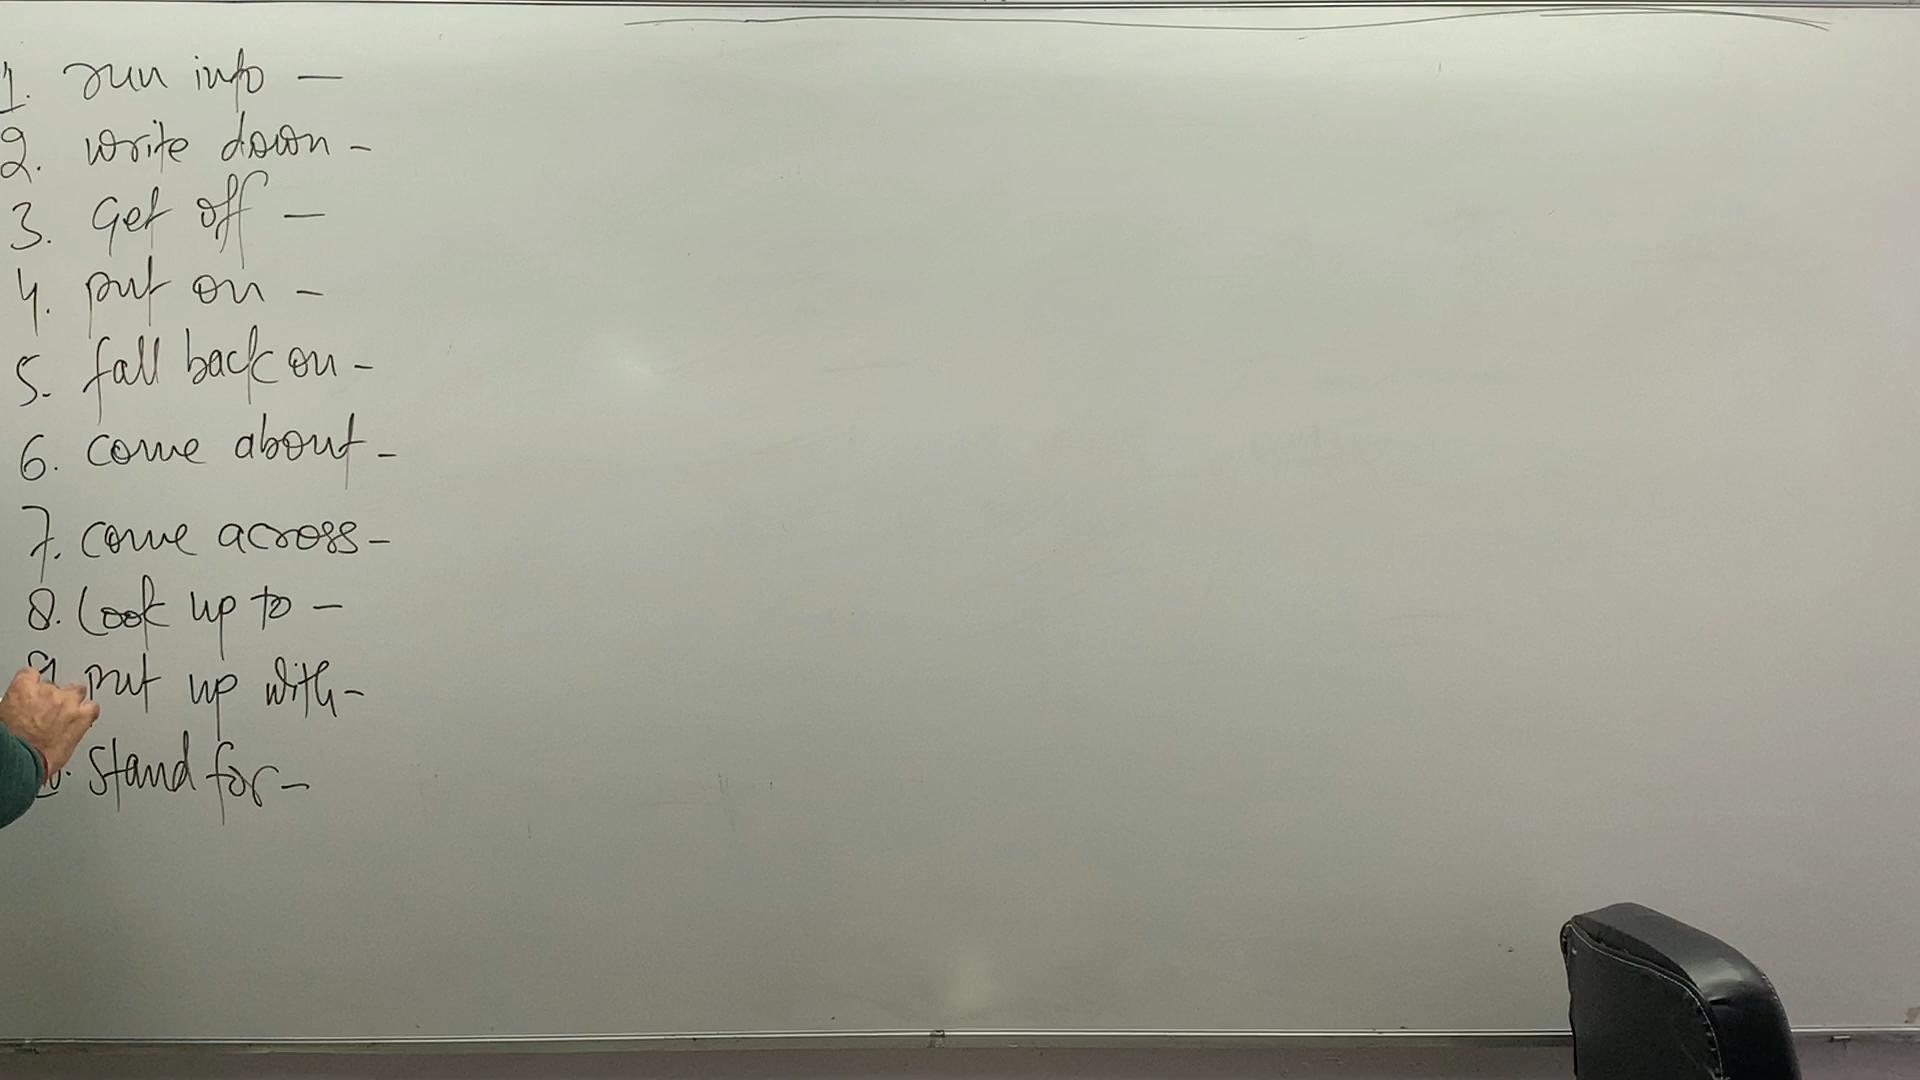 1. run into —
2. write down -
3. Get off —
4. put on -
5. fall back on -
6. come about -
7. come across -
8. Look up to —
9 put up with -
stand for -